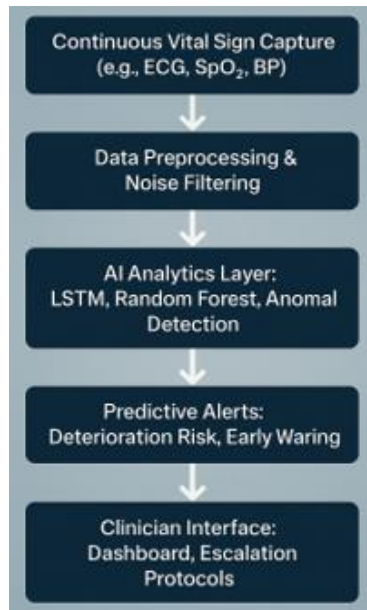 Continuous Vital Sign Capture
(e.g., ECG, SpO₂, BP)
Data Preprocessing &
Noise Filtering
AI Analytics Layer:
LSTM, Random Forest, Anomal
Detection
Predictive Alerts:
Deterioration Risk, Early Waring
Clinician Interface:
Dashboard, Escalation
Protocols